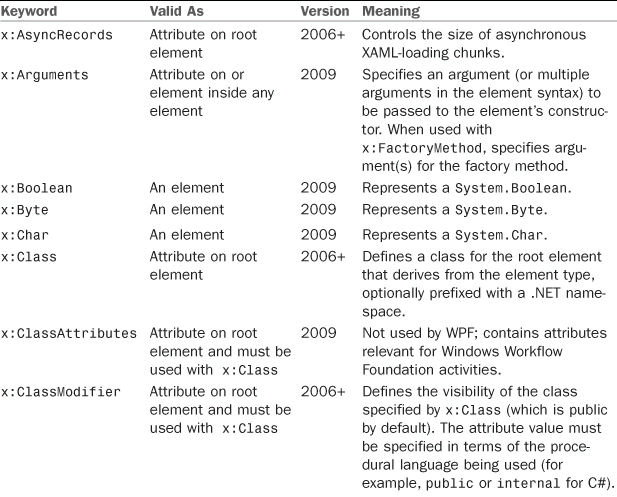 Keyword Valid As Version Meaning
x:AsyncRecords Attribute on root 2006+ Controls the size of asynchronous
element XAML-loading chunks.
x:Arguments Attribute on or 2009 Specifies an argument (or multiple
element inside any arguments in the element syntax) to
element be passed to the element's construc-
tor. When used with
x:FactoryMethod, specifies argu-
ment(s) for the factory method.
x:Boolean An element 2009 Represents a System.Boolean.
x:Byte An element 2009 Represents a System.Byte.
x:Char An element 2009 Represents a System.Char.
x:Class Attribute on root 2006+ Defines a class for the root element
element that derives from the element type,
optionally prefixed with a .NET name-
space.
x:ClassAttributes Attribute on root 2009 Not used by WPF; contains attributes
element and must be relevant for Windows Workflow
used with x:Class Foundation activities.
x:ClassModifier Attribute on root 2006+ Defines the visibility of the class
element and must be specified by x:Class (which is public
used with x:Class by default). The attribute value must
be specified in terms of the proce-
dural language being used (for
example, public or internal for C#).